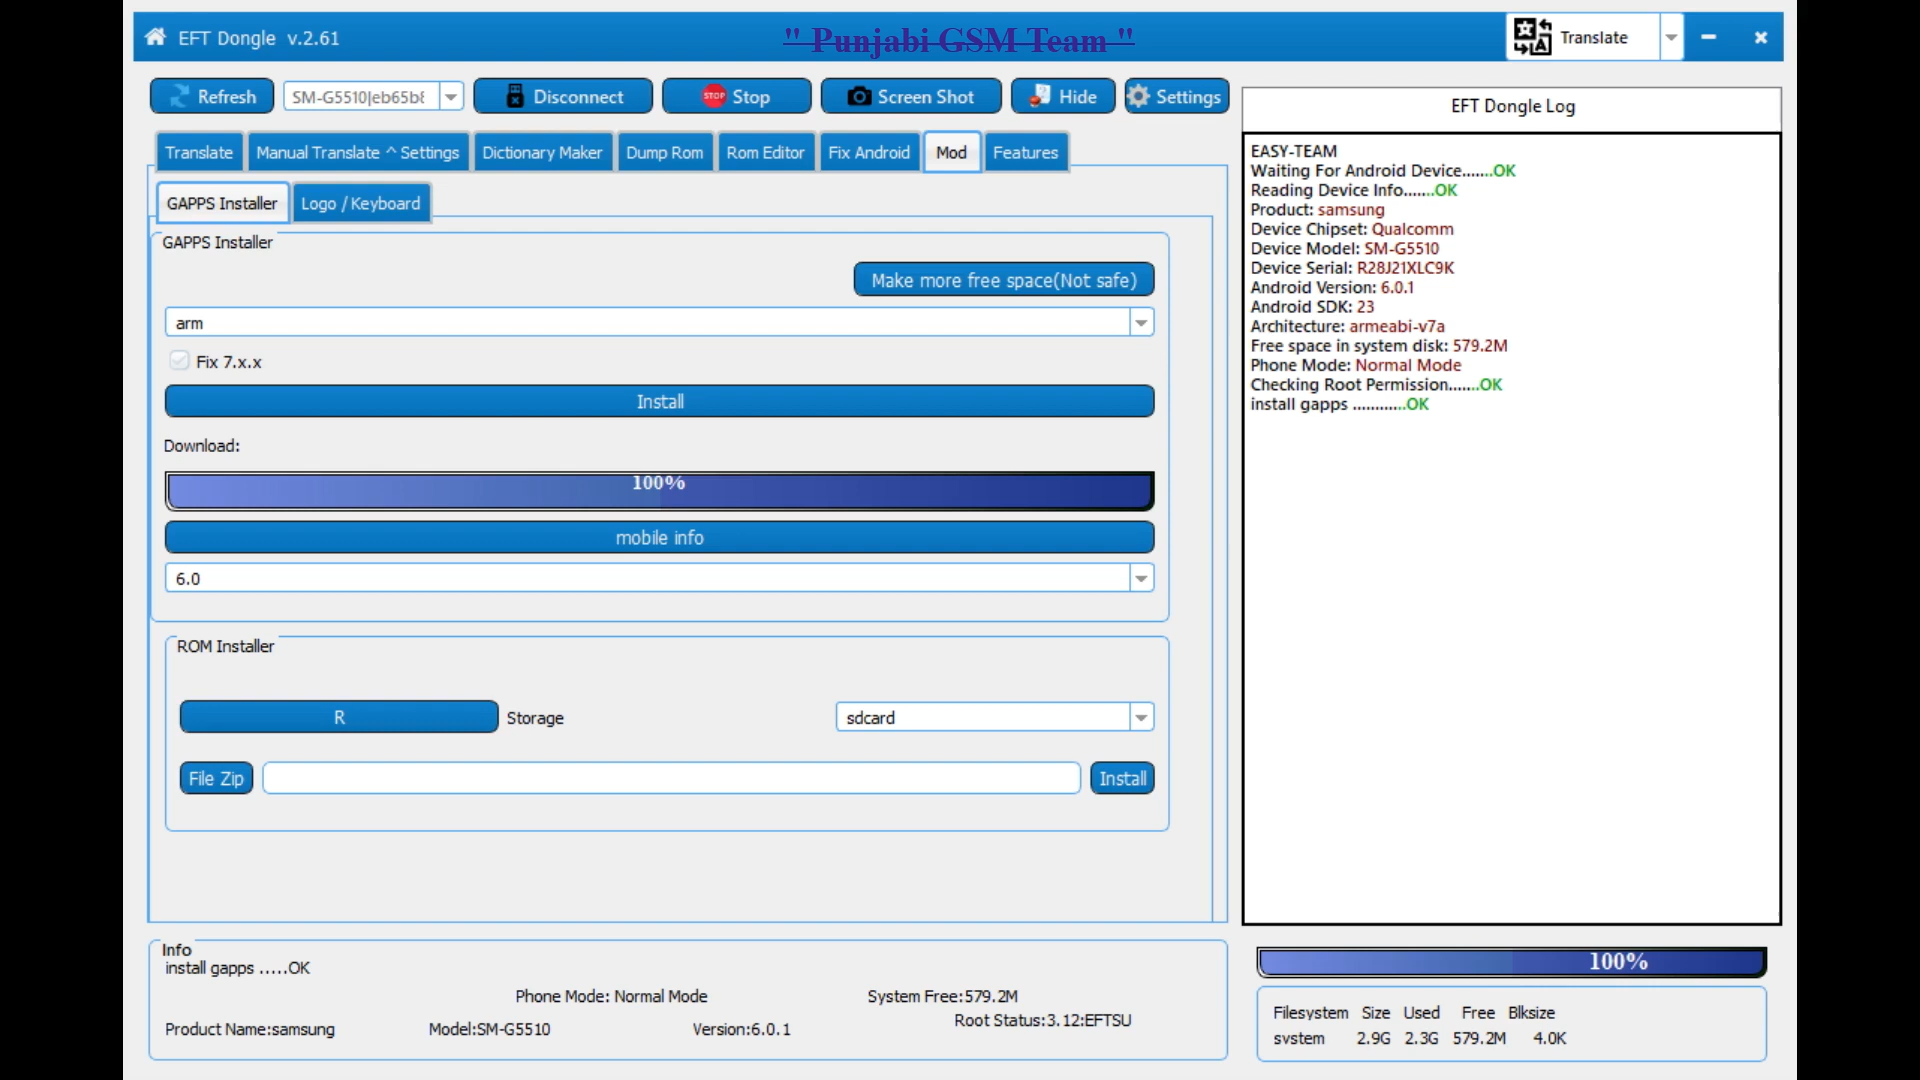 EFT Dongle v.2.61
" Punjabi GSM Team "
Translate
Refresh
SM-G5510|eb65b8
Disconnect
STOP Stop
Screen Shot
Hide
Settings
Translate
Manual Translate ^ Settings
Dictionary Maker
Dump Rom
Rom Editor
Fix Android
Mod
Features
GAPPS Installer
Logo / Keyboard
GAPPS Installer
Make more free space(Not safe)
arm
Fix 7.x.x
Install
Download:
100%
mobile info
6.0
ROM Installer
R
Storage
sdcard
File Zip
Install
Info
install gapps .....OK
Phone Mode: Normal Mode
System Free:579.2M
Product Name:samsung
Model:SM-G5510
Version:6.0.1
Root Status:3.12:EFTSU
EFT Dongle Log
EASY-TEAM
Waiting For Android Device.......OK
Reading Device Info.......OK
Product: samsung
Device Chipset: Qualcomm
Device Model: SM-G5510
Device Serial: R28J21XLC9K
Android Version: 6.0.1
Android SDK: 23
Architecture: armeabi-v7a
Free space in system disk: 579.2M
Phone Mode: Normal Mode
Checking Root Permission.......OK
install gapps ............OK
100%
Filesystem Size Used Free Blksize
system 2.9G 2.3G 579.2M 4.0K